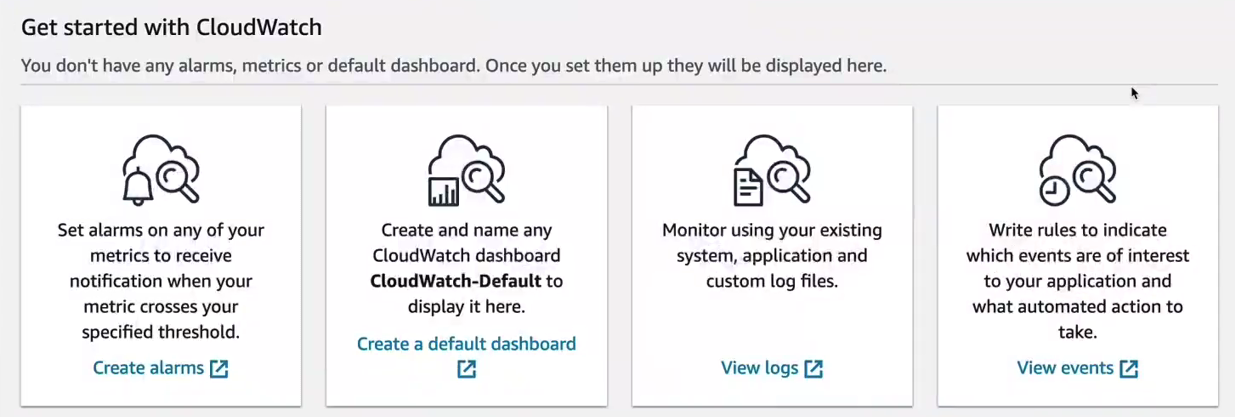 Get started with CloudWatch
You don't have any alarms, metrics or default dashboard. Once you set them up they will be displayed here.
Set alarms on any of your
metrics to receive
notification when your
metric crosses your
specified threshold.
Create alarms
Create and name any
CloudWatch dashboard
CloudWatch-Default to
display it here.
Create a default dashboard
Monitor using your existing
system, application and
custom log files.
View logs
Write rules to indicate
which events are of interest
to your application and
what automated action to
take.
View events